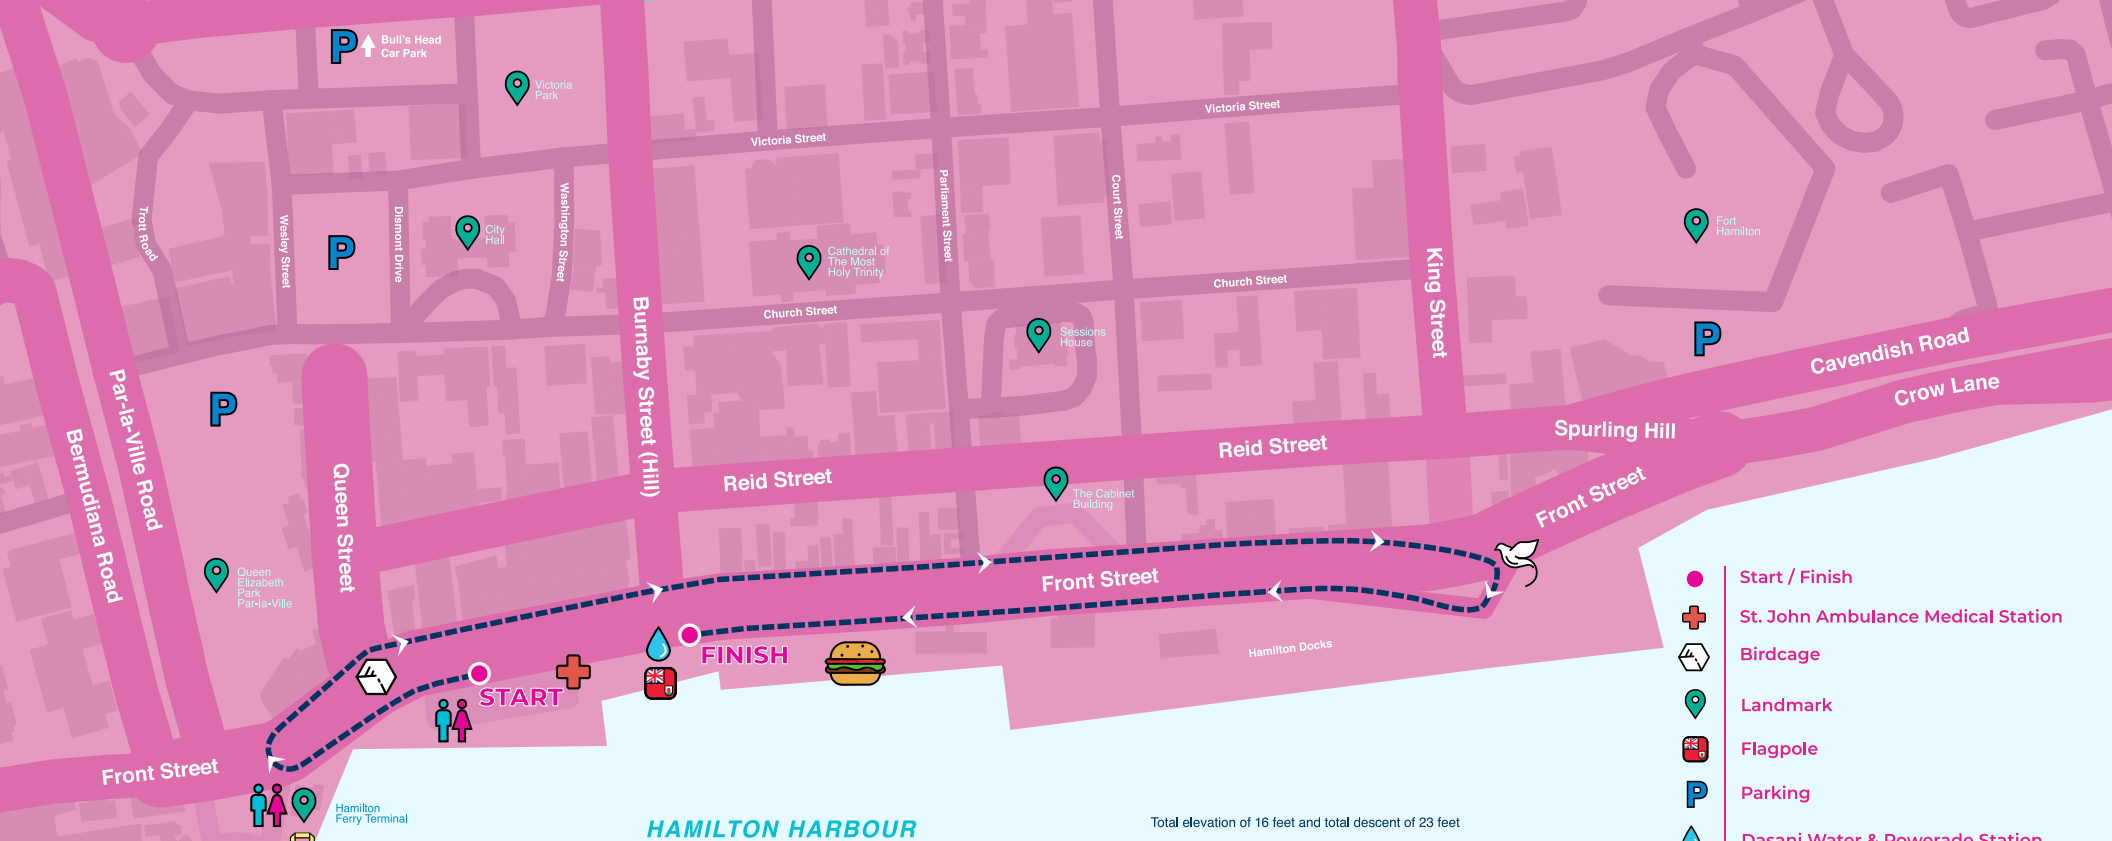 Bull's Head
Car Park
Victoria
Park
Victoria Street
Victoria Street
Trott Road
Wesley Street
Dismont Drive
City
Hall
Washington Street
Parliament Street
Court Street
Cathedral of
The Most
Holy Trinity
Fort
Hamilton
Church Street
Church Street
Sessions
House
Burnaby Street (Hill)
King Street
Cavendish Road
Crow Lane
Par-la-Ville Road
Bermudiana Road
Queen Street
Reid Street
Reid Street
Spurling Hill
Front Street
The Cabinet
Building
Queen
Elizabeth
Park
Par-la-Ville
Front Street
Hamilton Docks
FINISH
START
Front Street
Hamilton
Ferry Terminal
HAMILTON HARBOUR
Total elevation of 16 feet and total descent of 23 feet
Start / Finish
St. John Ambulance Medical Station
Birdcage
Landmark
Flagpole
P
P
P
P
P
Parking
Dasani Water & Powerade Station